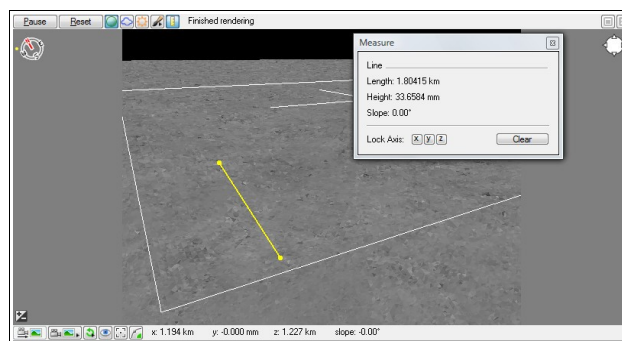 Pause Reset Finished rendering
Measure
Line
Length: 1.80415 km
Height: 33.6584 mm
Slope: 0.00°
Lock Axis: x y z Clear
x: 1.194 km y: -0.000 mm z: 1.227 km slope: -0.00°